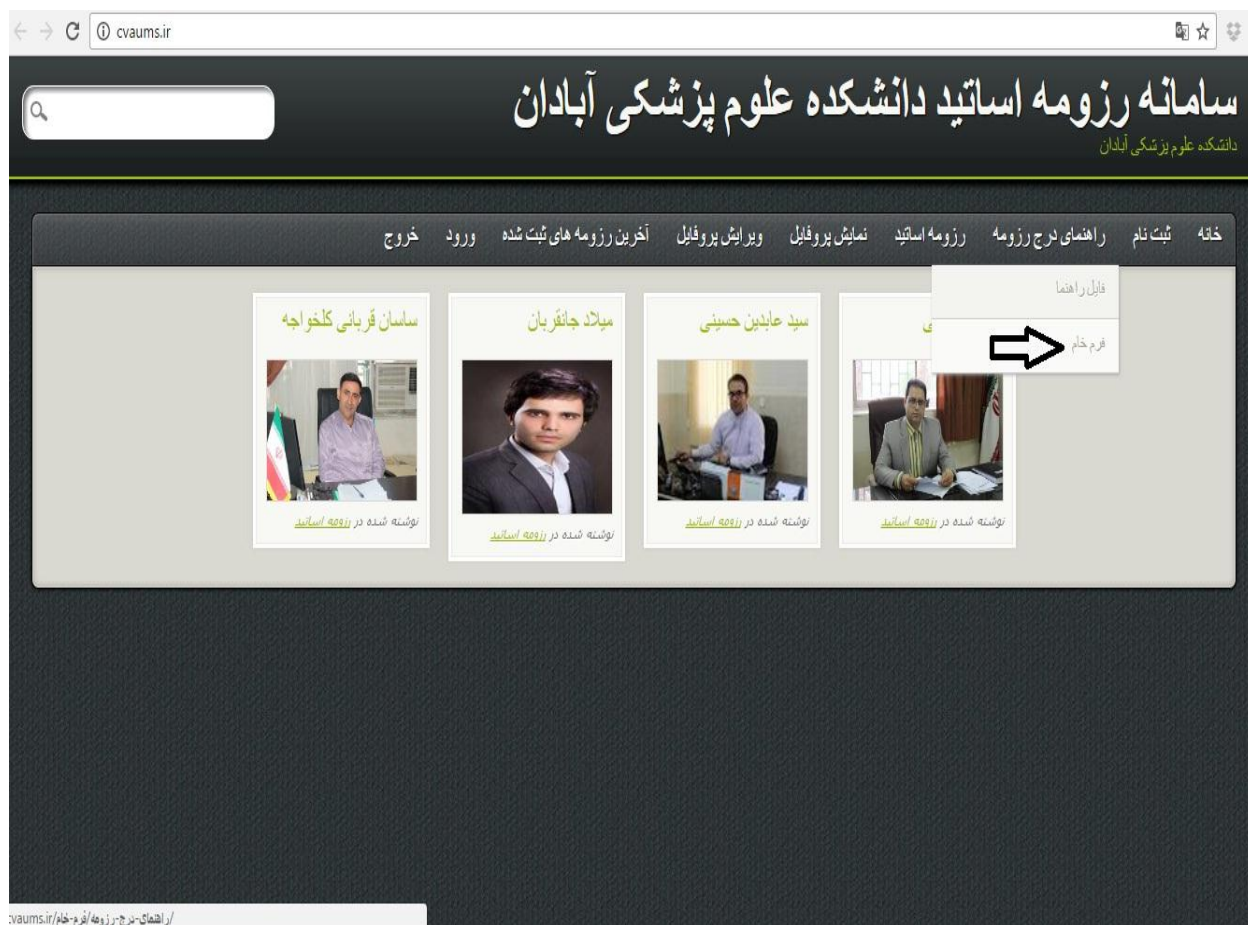 cvaums.ir
سامانه رزومه اساتید دانشکده علوم پزشکی آبادان
دانشکده علوم پزشکی آبادان
خانه ثبت نام راهنمای درج رزومه رزومه اساتید نمایش پروفایل ویرایش پروفایل آخرین رزومه های ثبت شده ورود خروج
فایل راهنما
فرم خام
سید عابدین حسینی
میلاد جانقربان
ساسان قربانی کلخواجه
نوشته شده در رزومه اساتید
نوشته شده در رزومه اساتید
نوشته شده در رزومه اساتید
نوشته شده در رزومه اساتید
vaums.ir/راهنمای-درج-رزومه/فرم-خام/